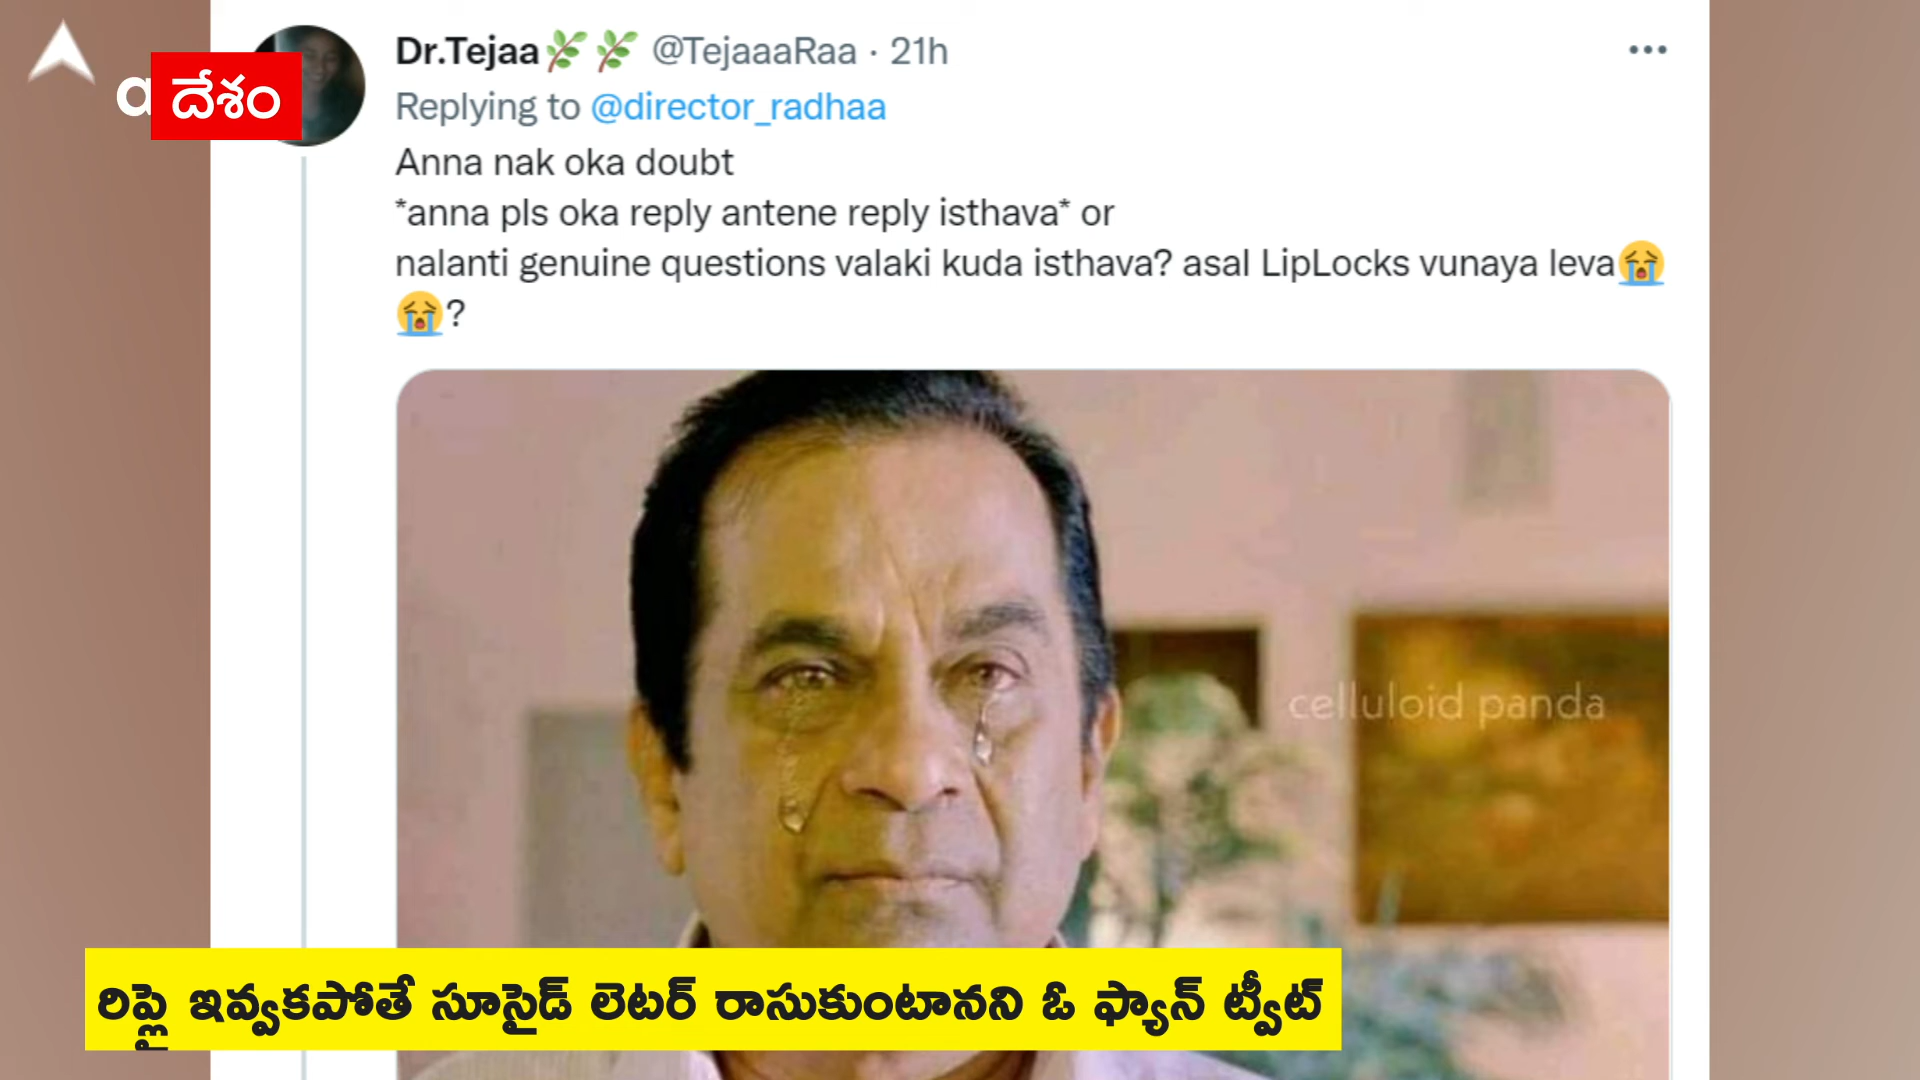 a దేశం
Dr.Tejaa🌿🌿 @TejaaaRaa · 21h
Replying to @director_radhaa
Anna nak oka doubt
*anna pls oka reply antene reply isthava* or
nalanti genuine questions valaki kuda isthava? asal LipLocks vunaya leva😭
😭?
celluloid panda
రిప్లై ఇవ్వకపోతే సూసైడ్ లెటర్ రాసుకుంటానని ఓ ఫ్యాన్ ట్వీట్